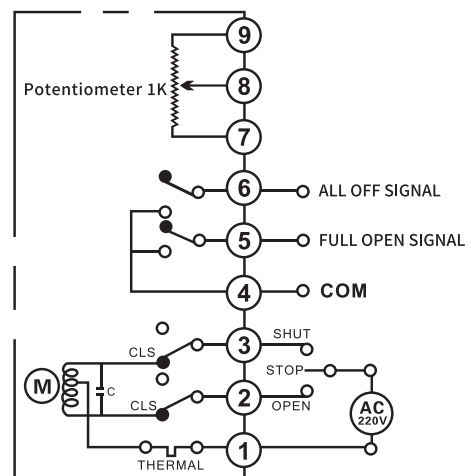 9
Potentiometer 1K
8
7
6 ALL OFF SIGNAL
5 FULL OPEN SIGNAL
4 COM
3 SHUT
CLS
STOP
M
C
AC
220V
CLS
2 OPEN
1
THERMAL